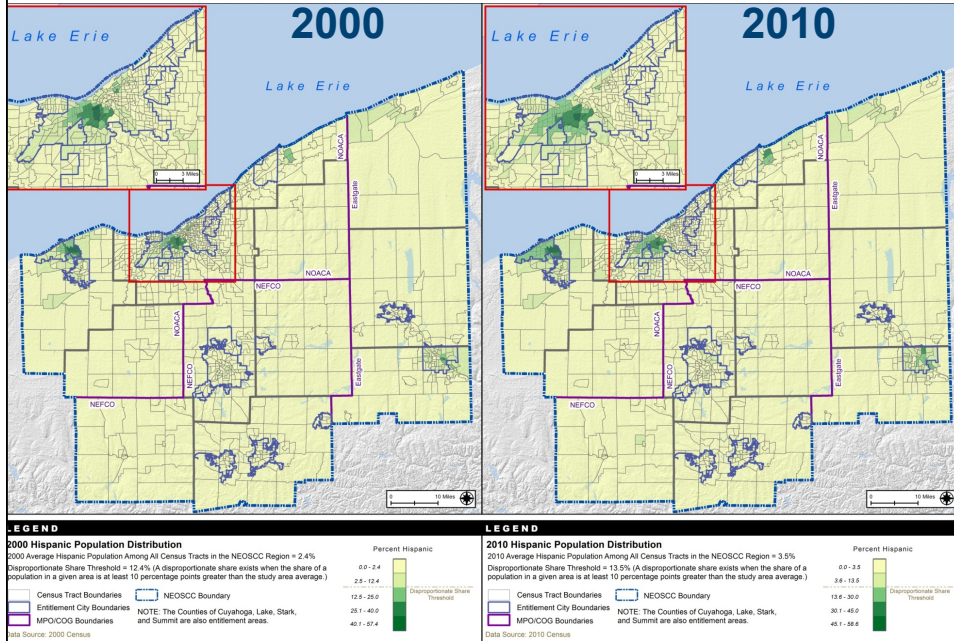 2000
Lake Erie
Lake Erie
0 3 Miles
NOACA
Eastgate
NOACA
NEFCO
NOACA
NEFCO
Eastgate
NEFCO
0 10 Miles
2010
Lake Erie
Lake Erie
0 3 Miles
NOACA
Eastgate
NOACA
NEFCO
NOACA
NEFCO
Eastgate
NEFCO
0 10 Miles
LEGEND
2000 Hispanic Population Distribution
2000 Average Hispanic Population Among All Census Tracts in the NEOSCC Region = 2.4%
Disproportionate Share Threshold = 12.4% (A disproportionate share exists when the share of a
population in a given area is at least 10 percentage points greater than the study area average.)
Census Tract Boundaries
Entitlement City Boundaries
MPO/COG Boundaries
NEOSCC Boundary
NOTE: The Counties of Cuyahoga, Lake, Stark,
and Summit are also entitlement areas.
Data Source: 2000 Census
Percent Hispanic
0.0 - 2.4
2.5 - 12.4
Disproportionate Share
Threshold
12.5 - 25.0
25.1 - 40.0
40.1 - 57.4
LEGEND
2010 Hispanic Population Distribution
2010 Average Hispanic Population Among All Census Tracts in the NEOSCC Region = 3.5%
Disproportionate Share Threshold = 13.5% (A disproportionate share exists when the share of a
population in a given area is at least 10 percentage points greater than the study area average.)
Census Tract Boundaries
Entitlement City Boundaries
MPO/COG Boundaries
NEOSCC Boundary
NOTE: The Counties of Cuyahoga, Lake, Stark,
and Summit are also entitlement areas.
Data Source: 2010 Census
Percent Hispanic
0.0 - 3.5
3.6 - 13.5
Disproportionate Share
Threshold
13.6 - 30.0
30.1 - 45.0
45.1 - 58.6